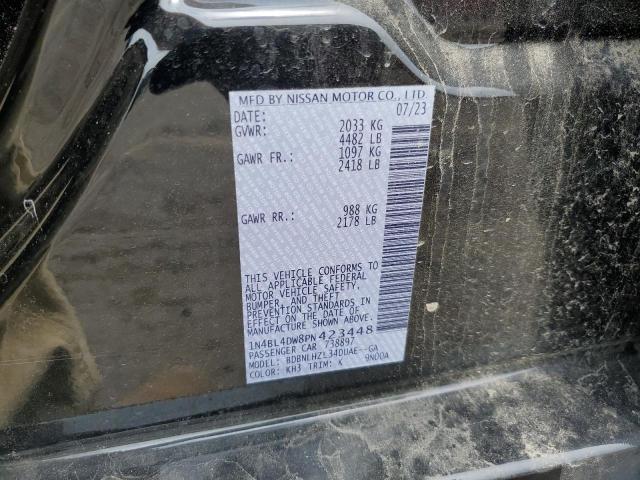 MFD BY NISSAN MOTOR CO., LTD.
DATE: 07/23
GVWR: 2033 KG
4482 LB
GAWR FR.: 1097 KG
2418 LB
GAWR RR.: 988 KG
2178 LB
THIS VEHICLE CONFORMS TO
ALL APPLICABLE FEDERAL
MOTOR VEHICLE SAFETY,
BUMPER, AND THEFT
PREVENTION STANDARDS IN
EFFECT ON THE DATE OF
MANUFACTURE SHOWN ABOVE.
1N4BL4DW8PN423448
PASSENGER CAR 738897
MODEL: BDBNLHZL34DUAE--GA
COLOR: KH3 TRIM: K 9N00A